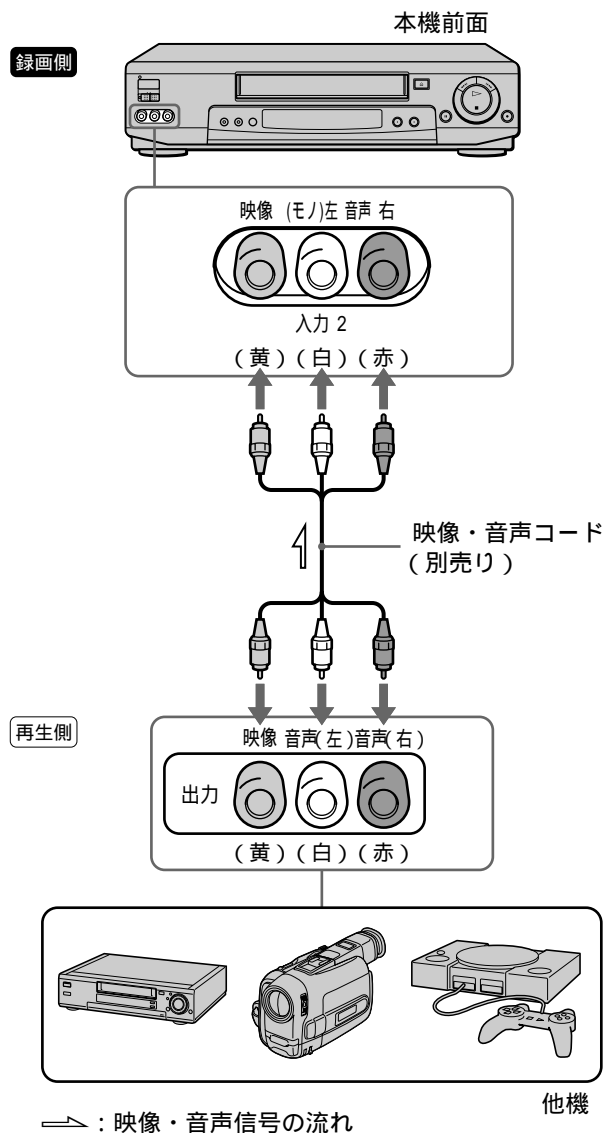 本機前面
録画側
映像 (モノ)左 音声 右
入力 2
(黄)(白)(赤)
映像・音声コード
(別売り)
再生側
映像 音声(左)音声(右)
出力
(黄)(白)(赤)
他機
:映像・音声信号の流れ